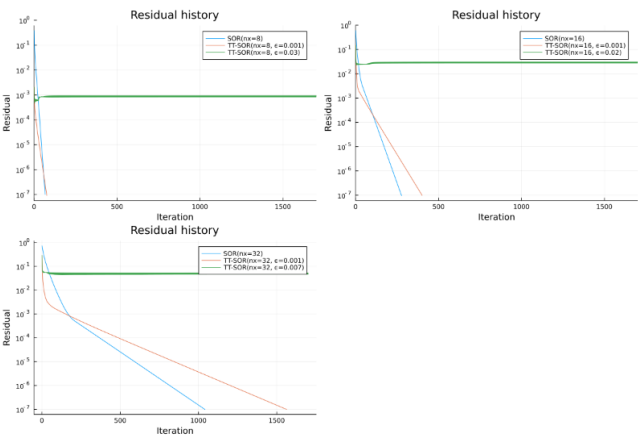 Residual history
10⁰
10⁻¹
10⁻²
10⁻³
10⁻⁴
10⁻⁵
10⁻⁶
10⁻⁷
Residual
SOR(nx=8)
TT-SOR(nx=8, ϵ=0.001)
TT-SOR(nx=8, ϵ=0.03)
0 500 1000 1500
Iteration
Residual history
10⁰
10⁻¹
10⁻²
10⁻³
10⁻⁴
10⁻⁵
10⁻⁶
10⁻⁷
Residual
SOR(nx=16)
TT-SOR(nx=16, ϵ=0.001)
TT-SOR(nx=16, ϵ=0.02)
0 500 1000 1500
Iteration
Residual history
10⁰
10⁻¹
10⁻²
10⁻³
10⁻⁴
10⁻⁵
10⁻⁶
10⁻⁷
Residual
SOR(nx=32)
TT-SOR(nx=32, ϵ=0.001)
TT-SOR(nx=32, ϵ=0.007)
0 500 1000 1500
Iteration